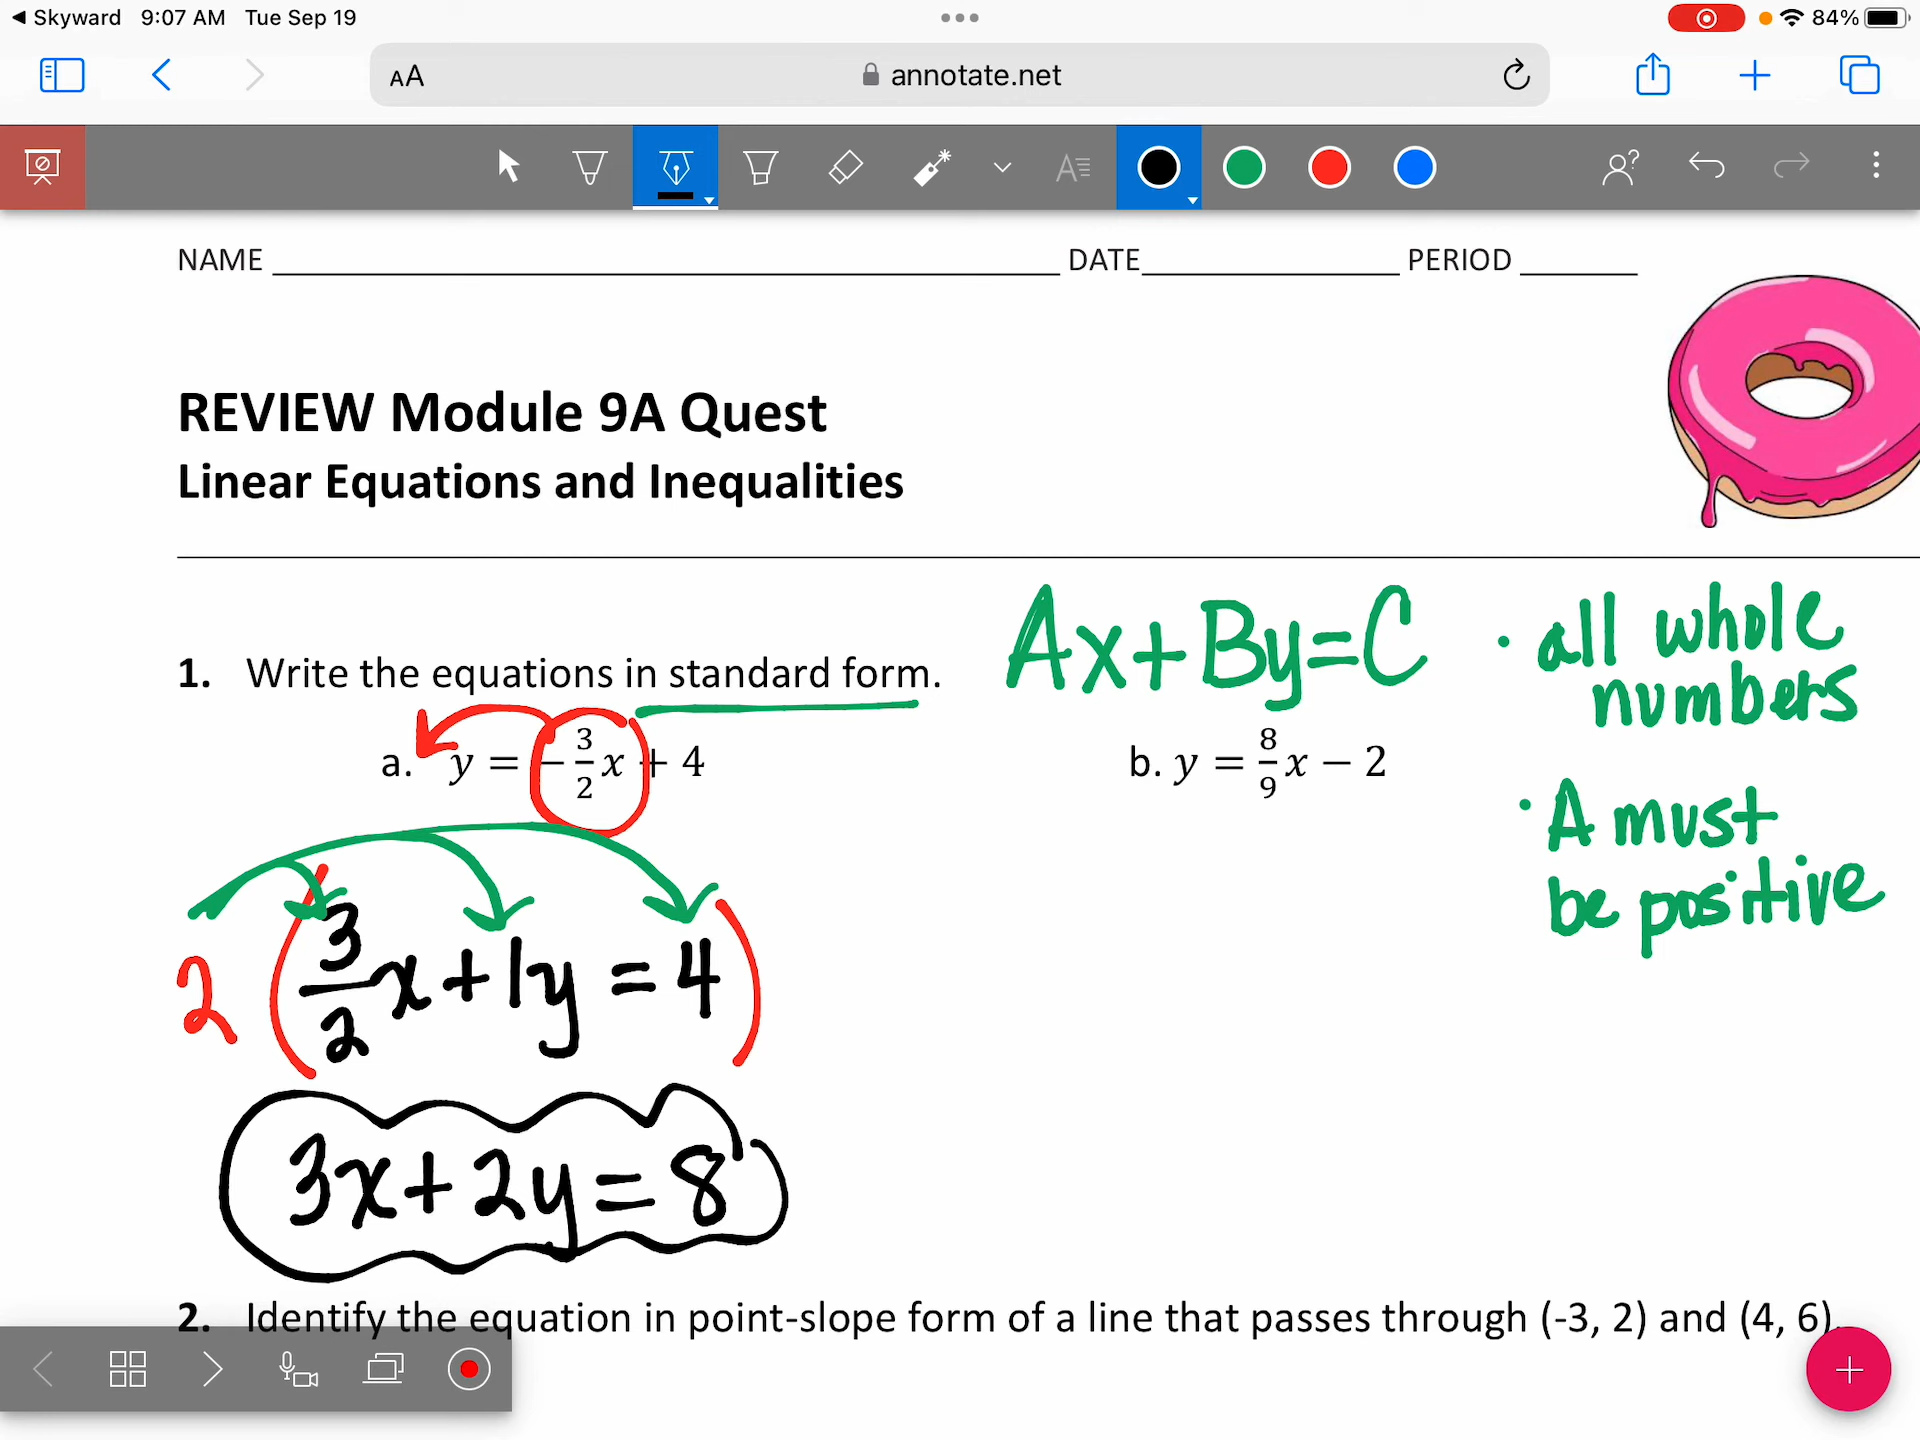 Skyward 9:07 AM Tue Sep 19 84%
AA annotate.net
NAME DATE PERIOD
REVIEW Module 9A Quest
Linear Equations and Inequalities
Ax+By=C
· all whole
numbers
1. Write the equations in standard form.
a. y = −3/2x + 4
b. y = 8/9x − 2
· A must
be positive
2(3/2x+1y=4)
3x+2y=8
2. Identify the equation in point-slope form of a line that passes through (-3, 2) and (4, 6).